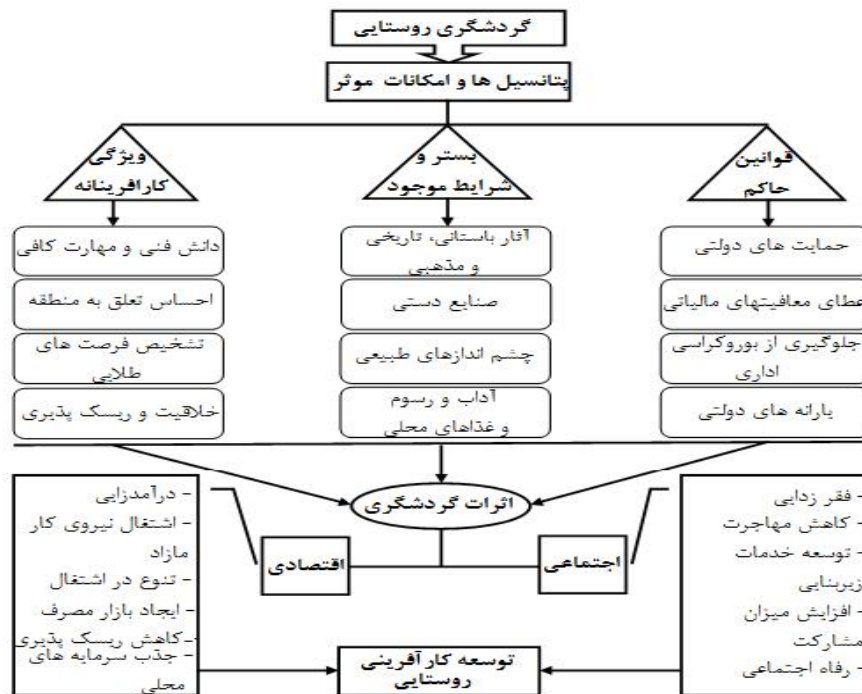 گردشگری روستایی
پتانسیل ها و امکانات موثر
قوانین
حاکم
بستر و
شرایط موجود
ویژگی
کارافرینانه
حمایت های دولتی
عطای معافیتهای مالیاتی
جلوگیری از بوروکراسی
اداری
یارانه های دولتی
آثار باستانی، تاریخی
و مذهبی
صنایع دستی
چشم اندازهای طبیعی
آداب و رسوم
و غذاهای محلی
دانش فنی و مهارت کافی
احساس تعلق به منطقه
تشخیص فرصت های
طلایی
خلاقیت و ریسک پذیری
اثرات گردشگری
اجتماعی
اقتصادی
- فقر زدایی
- کاهش مهاجرت
- توسعه خدمات
زیربنایی
- افزایش میزان
مشارکت
- رفاه اجتماعی
- درآمدزایی
- اشتغال نیروی کار
مازاد
- تنوع در اشتغال
- ایجاد بازار مصرف
-کاهش ریسک پذیری
- جذب سرمایه های
محلی
توسعه کارآفرینی
روستایی